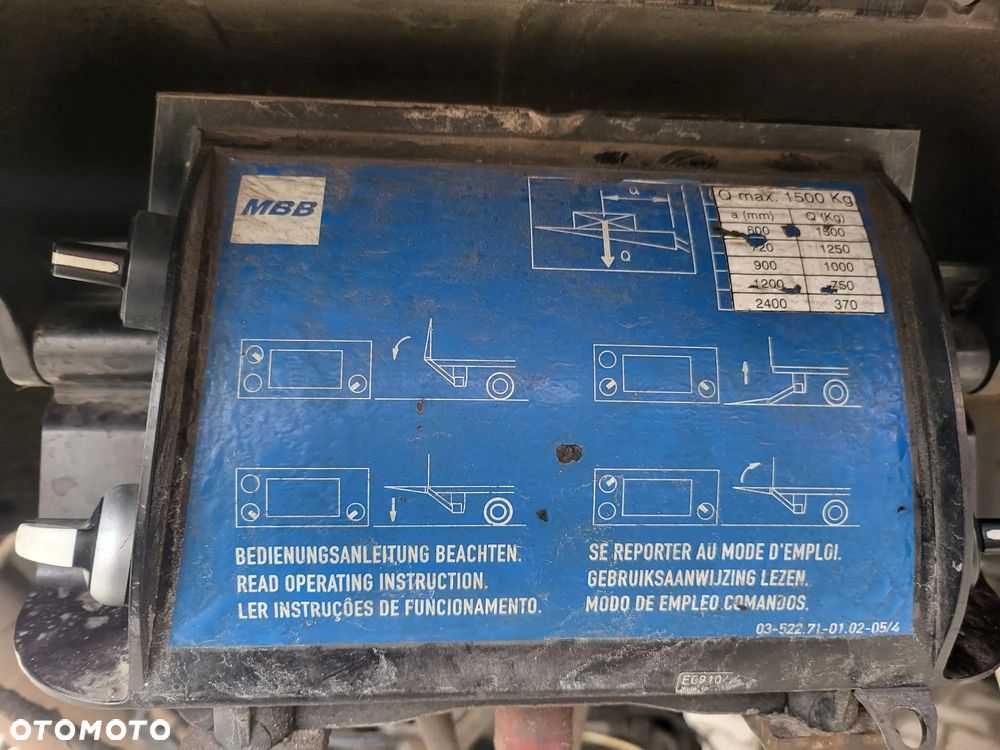 MBB
a
Q
Q max. 1500 Kg
a (mm) Q (Kg)
600 1500
720 1250
900 1000
1200 750
2400 370
BEDIENUNGSANLEITUNG BEACHTEN.
READ OPERATING INSTRUCTION.
LER INSTRUÇÕES DE FUNCIONAMENTO.
SE REPORTER AU MODE D'EMPLOI.
GEBRUIKSAANWIJZING LEZEN.
MODO DE EMPLEO COMANDOS.
03-522.71-01.02-05/4
OTOMOTO